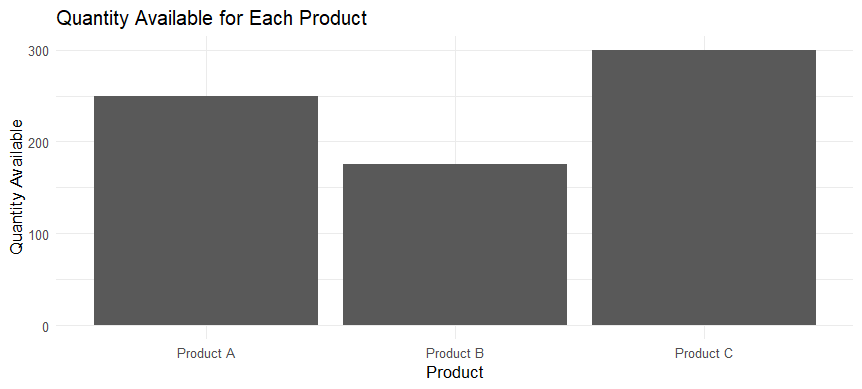 Quantity Available for Each Product
Quantity Available
300
200
100
0
Product A
Product B
Product C
Product